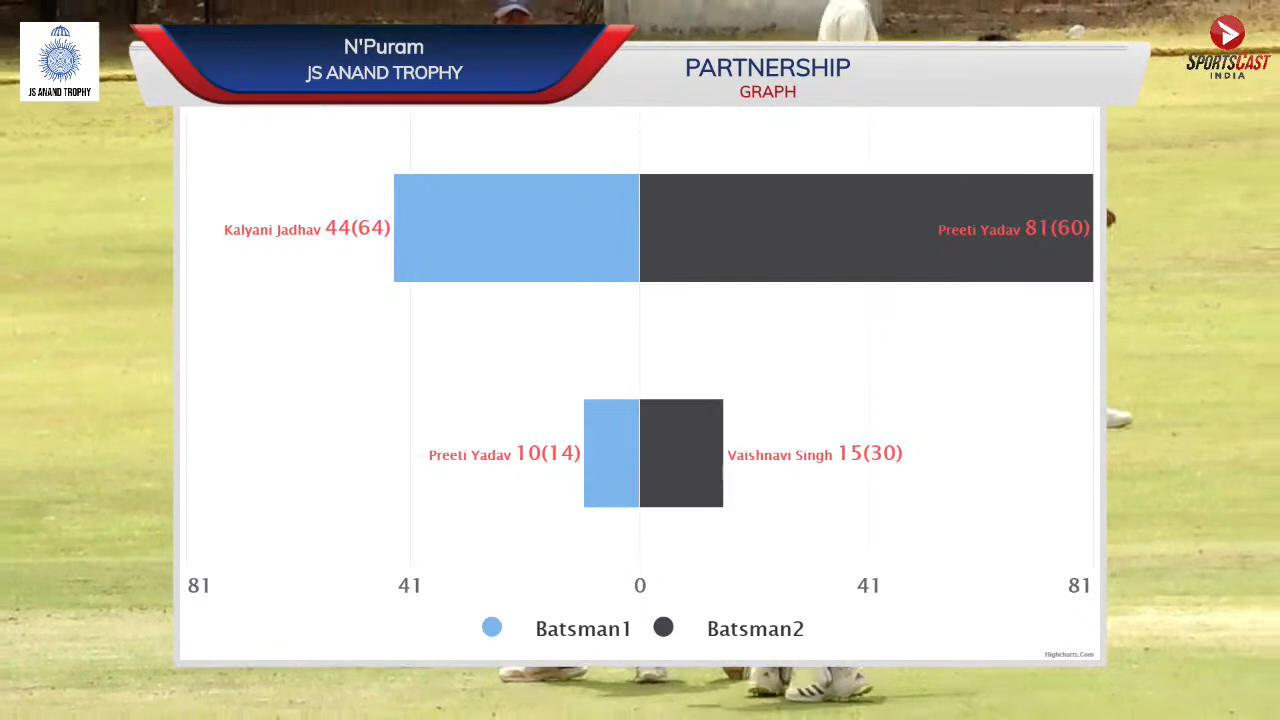 JS ANAND TROPHY
N'Puram
JS ANAND TROPHY
PARTNERSHIP
GRAPH
SPORTSCAST
INDIA
Kalyani Jadhav 44(64)
Preeti Yadav 81(60)
Preeti Yadav 10(14)
Vaishnavi Singh 15(30)
81 41 0 41 81
Batsman1 Batsman2
Highcharts.Com